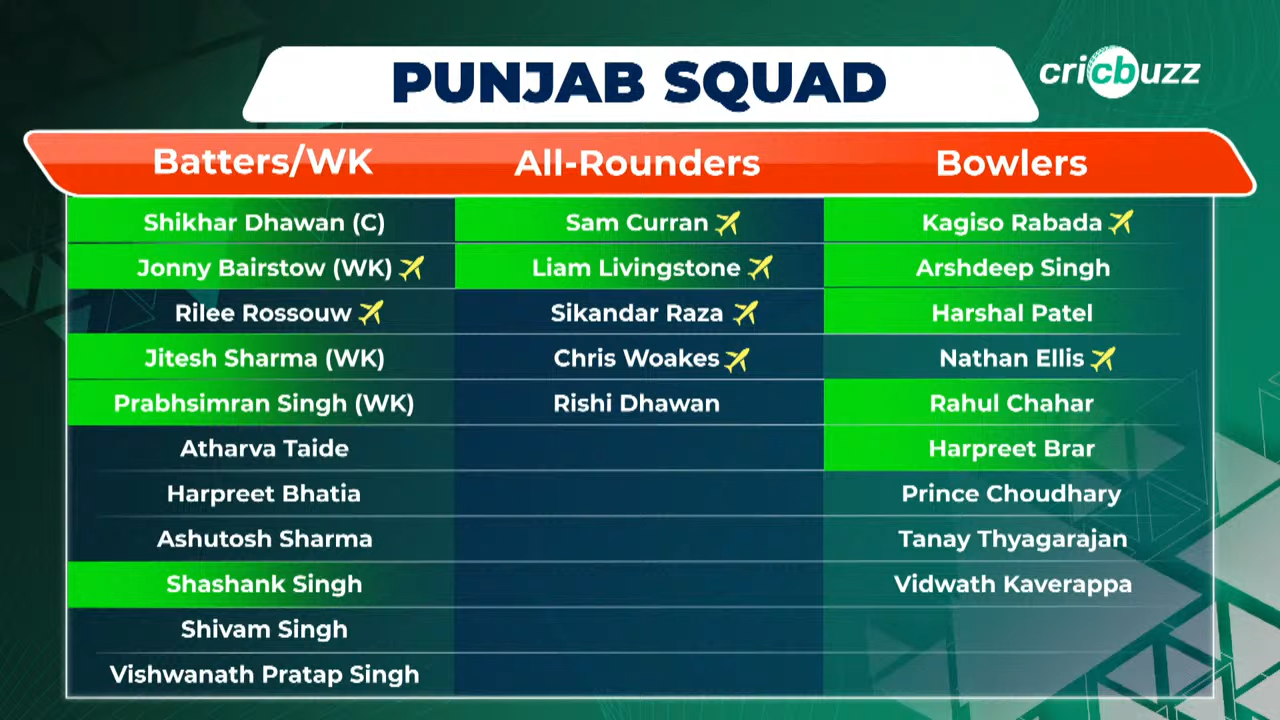 PUNJAB SQUAD
cricbuzz
Batters/WK
All-Rounders
Bowlers
Shikhar Dhawan (C)
Sam Curran
Kagiso Rabada
Jonny Bairstow (WK)
Liam Livingstone
Arshdeep Singh
Rilee Rossouw
Sikandar Raza
Harshal Patel
Jitesh Sharma (WK)
Chris Woakes
Nathan Ellis
Prabhsimran Singh (WK)
Rishi Dhawan
Rahul Chahar
Atharva Taide
Harpreet Brar
Harpreet Bhatia
Prince Choudhary
Ashutosh Sharma
Tanay Thyagarajan
Shashank Singh
Vidwath Kaverappa
Shivam Singh
Vishwanath Pratap Singh